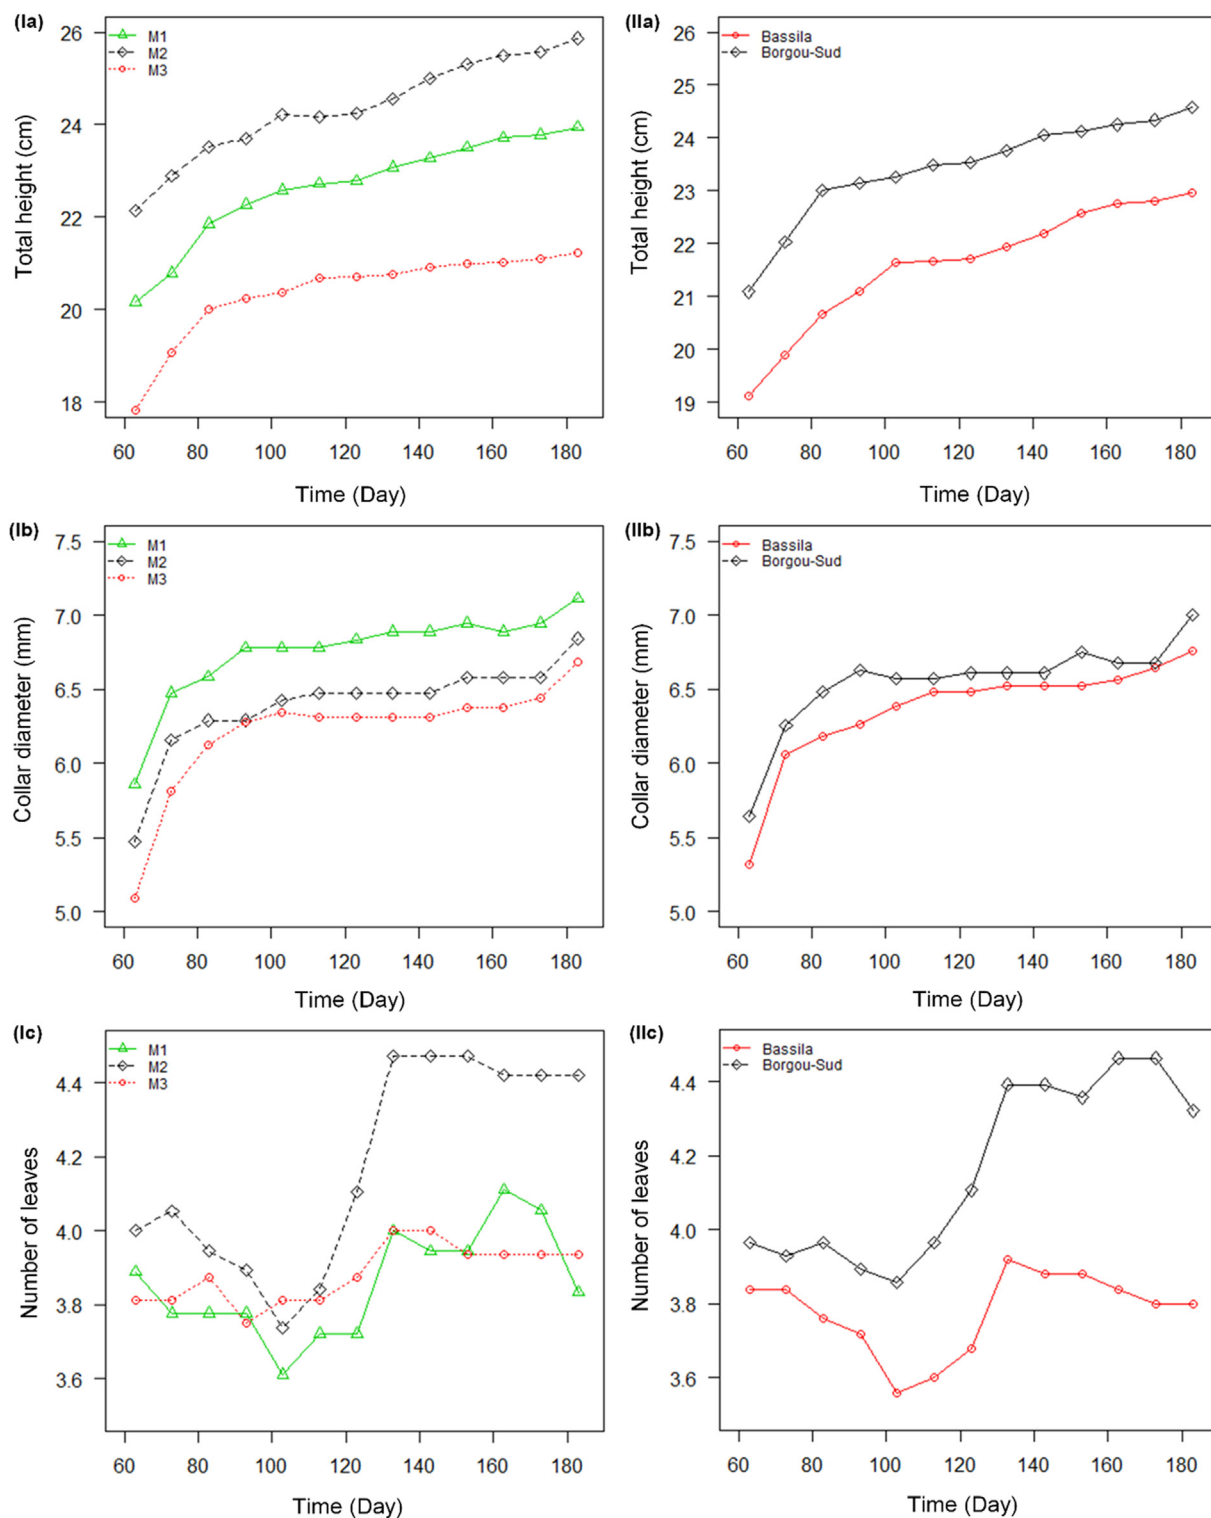 (Ia)
M1
M2
M3
Total height (cm)
26
24
22
20
18
60 80 100 120 140 160 180
Time (Day)
(IIa)
Bassila
Borgou-Sud
Total height (cm)
26
25
24
23
22
21
20
19
60 80 100 120 140 160 180
Time (Day)
(Ib)
M1
M2
M3
Collar diameter (mm)
7.5
7.0
6.5
6.0
5.5
5.0
60 80 100 120 140 160 180
Time (Day)
(IIb)
Bassila
Borgou-Sud
Collar diameter (mm)
7.5
7.0
6.5
6.0
5.5
5.0
60 80 100 120 140 160 180
Time (Day)
(Ic)
M1
M2
M3
Number of leaves
4.4
4.2
4.0
3.8
3.6
60 80 100 120 140 160 180
Time (Day)
(IIc)
Bassila
Borgou-Sud
Number of leaves
4.4
4.2
4.0
3.8
3.6
60 80 100 120 140 160 180
Time (Day)